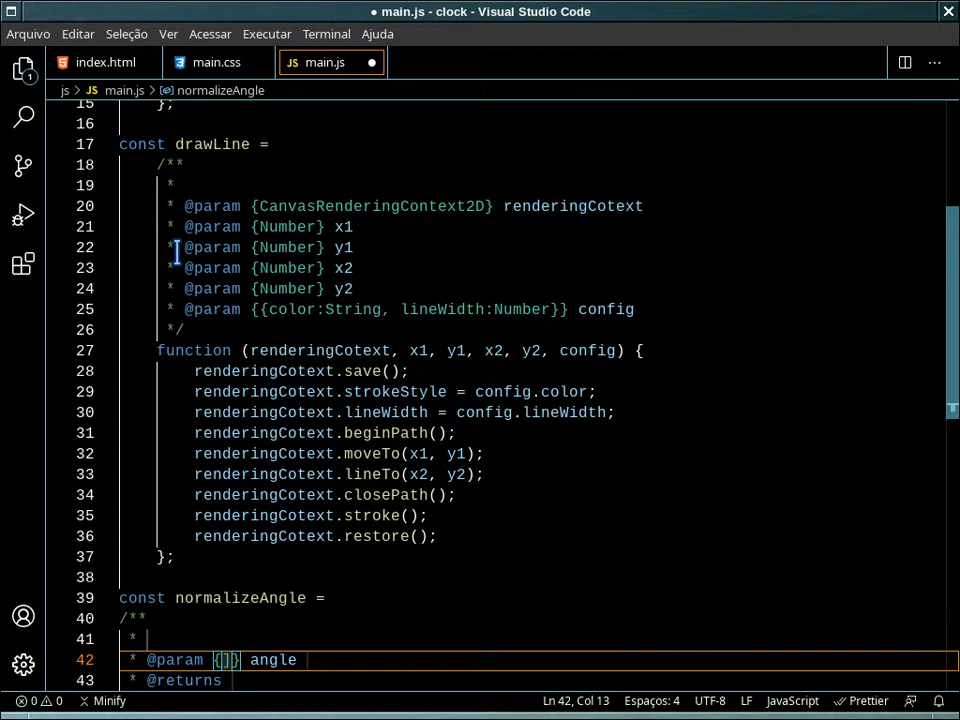 ● main.js - clock - Visual Studio Code
Arquivo Editar Seleção Ver Acessar Executar Terminal Ajuda
index.html main.css JS main.js ●
js > JS main.js > normalizeAngle
15 };
16
17 const drawLine =
18 /**
19 *
20 * @param {CanvasRenderingContext2D} renderingCotext
21 * @param {Number} x1
22 * @param {Number} y1
23 * @param {Number} x2
24 * @param {Number} y2
25 * @param {{color:String, lineWidth:Number}} config
26 */
27 function (renderingCotext, x1, y1, x2, y2, config) {
28 renderingCotext.save();
29 renderingCotext.strokeStyle = config.color;
30 renderingCotext.lineWidth = config.lineWidth;
31 renderingCotext.beginPath();
32 renderingCotext.moveTo(x1, y1);
33 renderingCotext.lineTo(x2, y2);
34 renderingCotext.closePath();
35 renderingCotext.stroke();
36 renderingCotext.restore();
37 };
38
39 const normalizeAngle =
40 /**
41 *
42 * @param {]} angle
43 * @returns
1
0 0 Minify Ln 42, Col 13 Espaços: 4 UTF-8 LF JavaScript Prettier